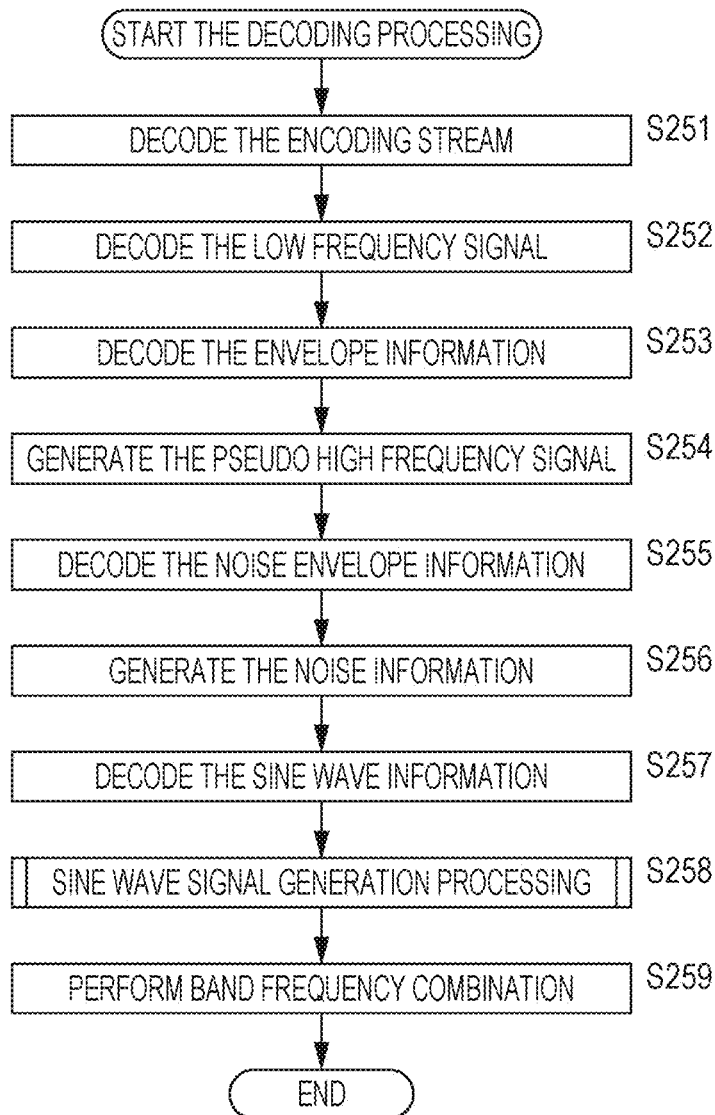 START THE DECODING PROCESSING
DECODE THE ENCODING STREAM S251
DECODE THE LOW FREQUENCY SIGNAL S252
DECODE THE ENVELOPE INFORMATION S253
GENERATE THE PSEUDO HIGH FREQUENCY SIGNAL S254
DECODE THE NOISE ENVELOPE INFORMATION S255
GENERATE THE NOISE INFORMATION S256
DECODE THE SINE WAVE INFORMATION S257
SINE WAVE SIGNAL GENERATION PROCESSING S258
PERFORM BAND FREQUENCY COMBINATION S259
END